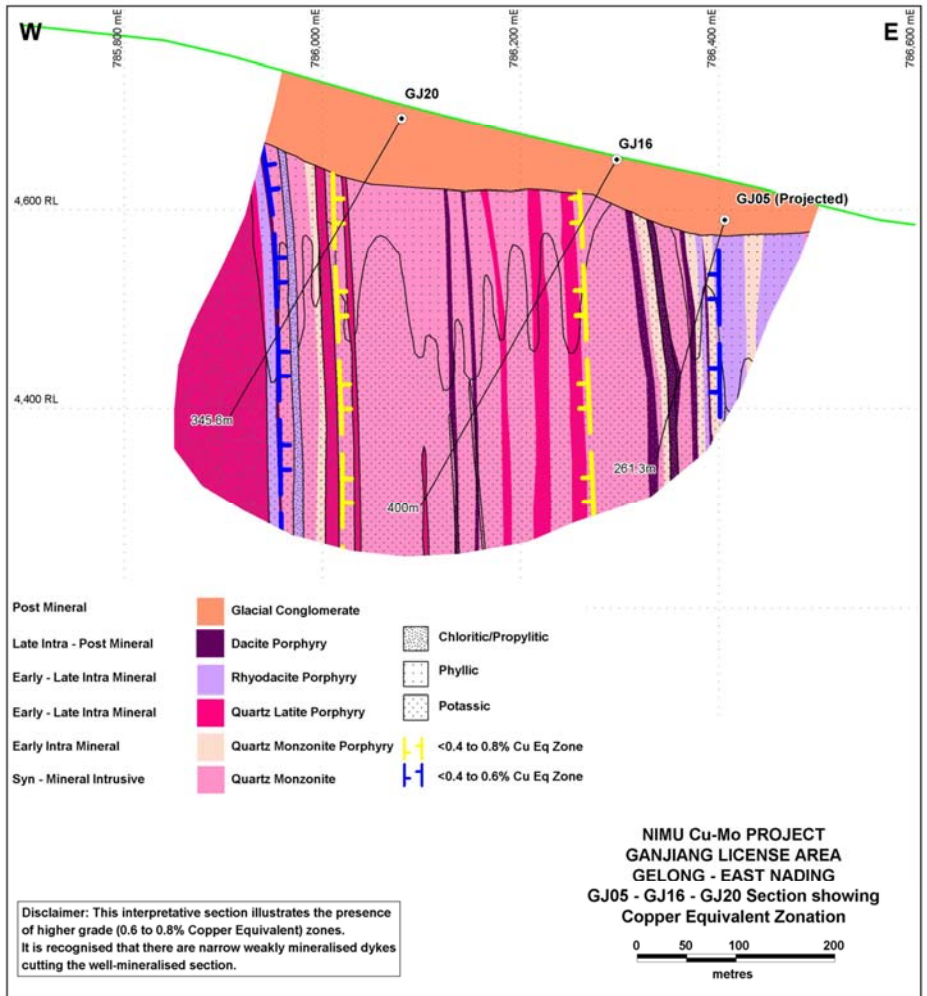 W
E
785,800 mE
786,000 mE
786,200 mE
786,400 mE
786,600 mE
GJ20
GJ16
GJ05 (Projected)
4,600 RL
4,400 RL
345.6m
261.3m
400m
Post Mineral
Glacial Conglomerate
Late Intra - Post Mineral
Dacite Porphyry
Chloritic/Propylitic
Early - Late Intra Mineral
Rhyodacite Porphyry
Phyllic
Early - Late Intra Mineral
Quartz Latite Porphyry
Potassic
Early Intra Mineral
Quartz Monzonite Porphyry
<0.4 to 0.8% Cu Eq Zone
Syn - Mineral Intrusive
Quartz Monzonite
<0.4 to 0.6% Cu Eq Zone
NIMU Cu-Mo PROJECT
GANJIANG LICENSE AREA
GELONG - EAST NADING
GJ05 - GJ16 - GJ20 Section showing
Copper Equivalent Zonation
0 50 100 200
metres
Disclaimer: This interpretative section illustrates the presence
of higher grade (0.6 to 0.8% Copper Equivalent) zones.
It is recognised that there are narrow weakly mineralised dykes
cutting the well-mineralised section.